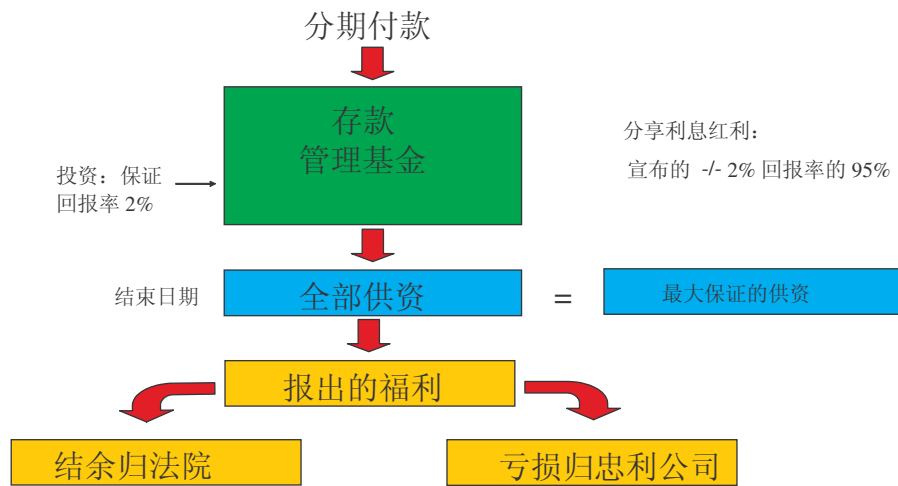 分期付款
存款
管理基金
分享利息红利：
宣布的 -/- 2% 回报率的 95%
投资：保证
回报率 2%
结束日期
全部供资
=
最大保证的供资
报出的福利
结余归法院
亏损归忠利公司